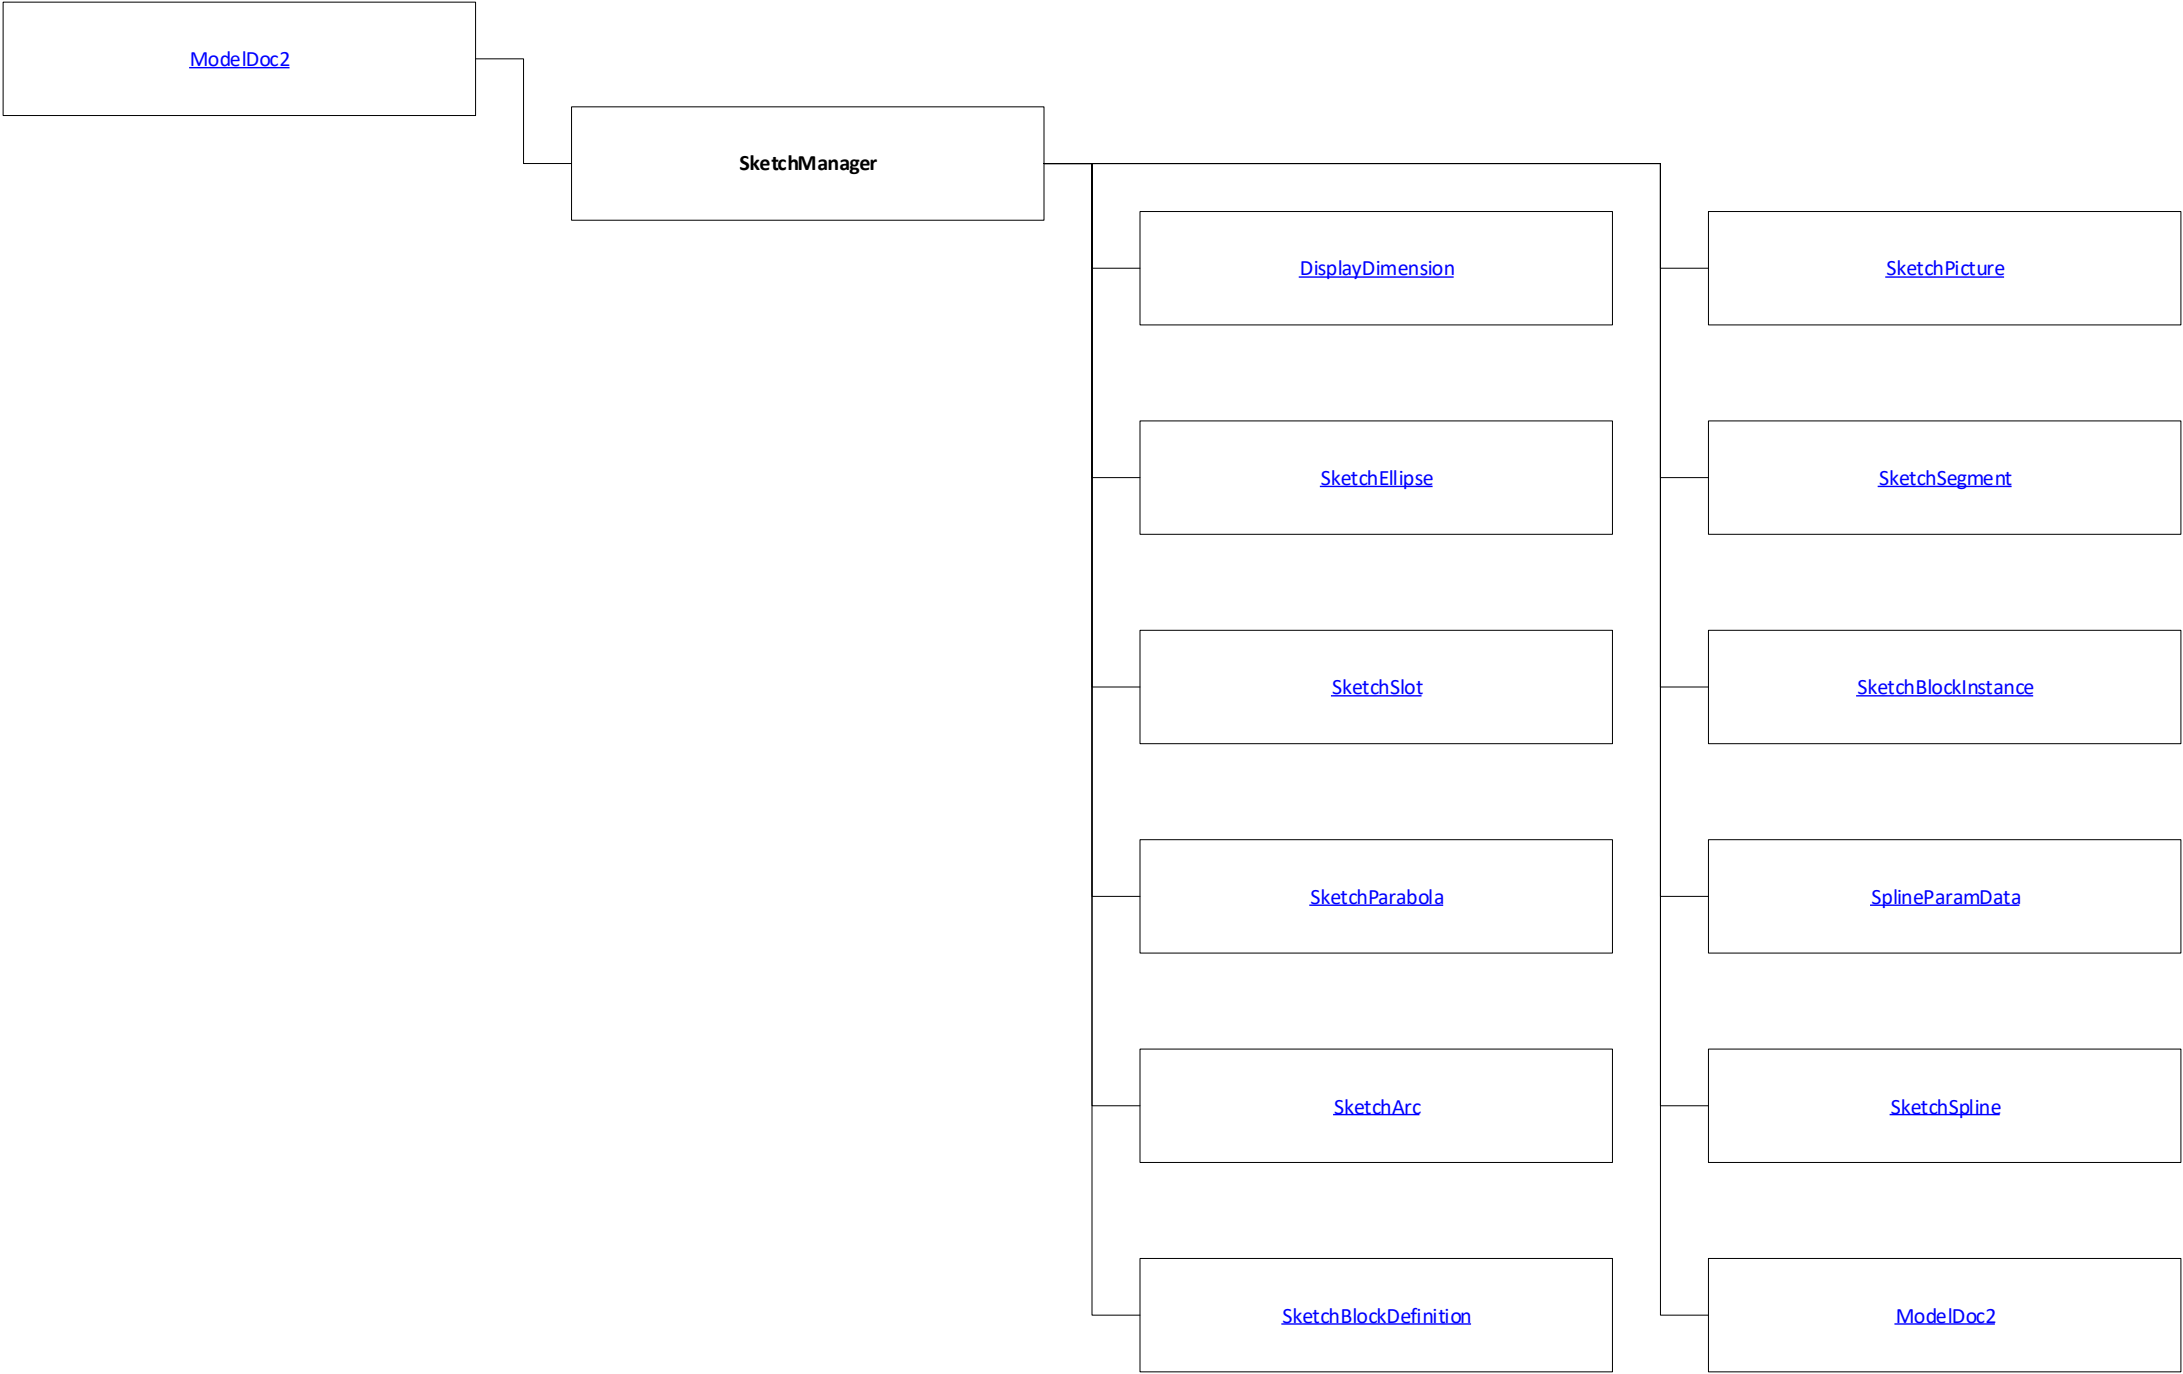 ModelDoc2
SketchManager
DisplayDimension
SketchPicture
SketchEllipse
SketchSegment
SketchSlot
SketchBlockInstance
SketchParabola
SplineParamData
SketchArc
SketchSpline
SketchBlockDefinition
ModelDoc2